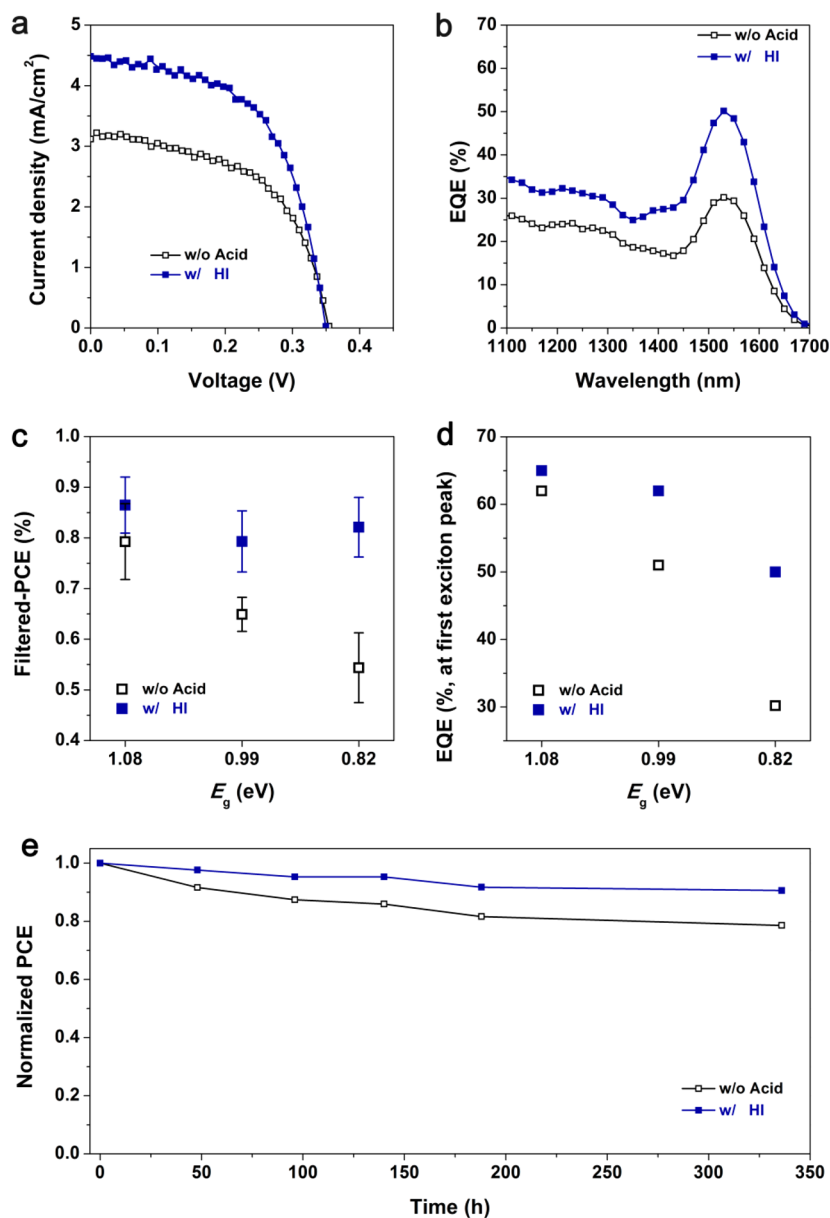 a
5
4
3
2
1
0
Current density (mA/cm²)
w/o Acid
w/ HI
0.0 0.1 0.2 0.3 0.4
Voltage (V)
b
80
70
60
50
40
30
20
10
0
EQE (%)
w/o Acid
w/ HI
1100 1200 1300 1400 1500 1600 1700
Wavelength (nm)
c
1.0
0.9
0.8
0.7
0.6
0.5
0.4
Filtered-PCE (%)
w/o Acid
w/ HI
1.08 0.99 0.82
Eg (eV)
d
70
60
50
40
30
EQE (%, at first exciton peak)
w/o Acid
w/ HI
1.08 0.99 0.82
Eg (eV)
e
1.0
0.8
0.6
0.4
0.2
0.0
Normalized PCE
w/o Acid
w/ HI
0 50 100 150 200 250 300 350
Time (h)